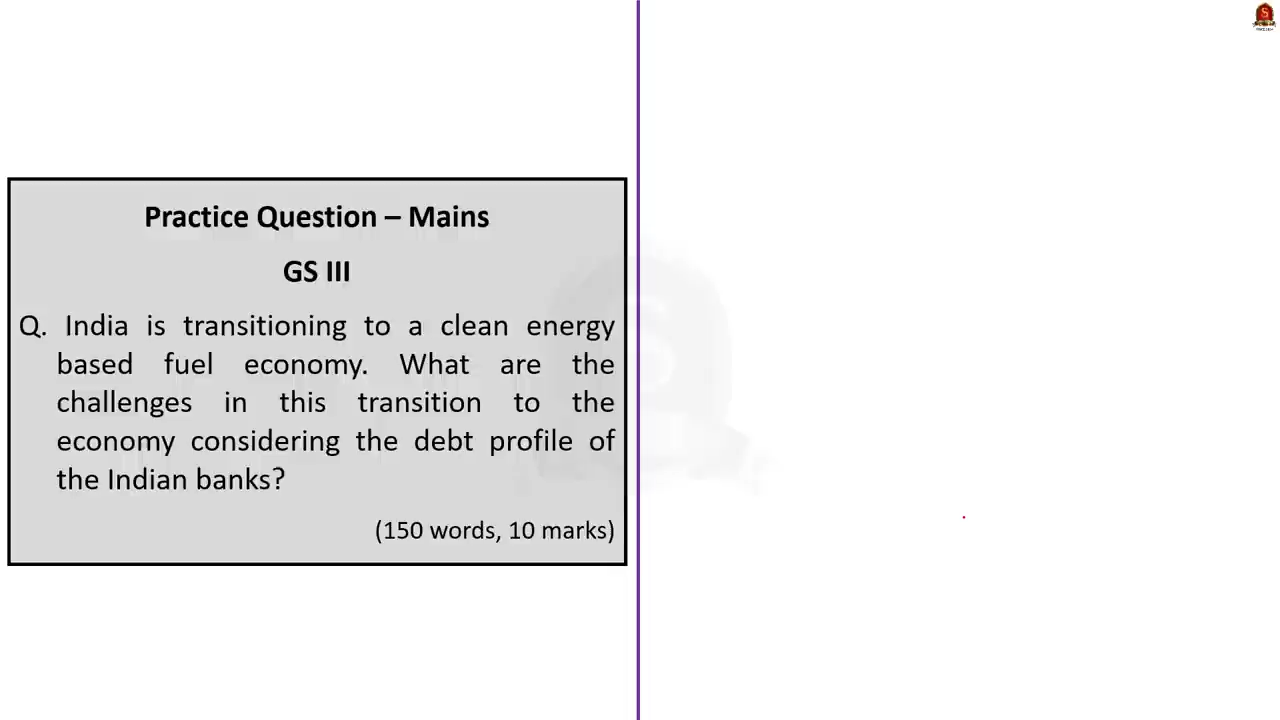 Practice Question – Mains
GS III
Q. India is transitioning to a clean energy
based fuel economy. What are the
challenges in this transition to the
economy considering the debt profile of
the Indian banks?
(150 words, 10 marks)
S